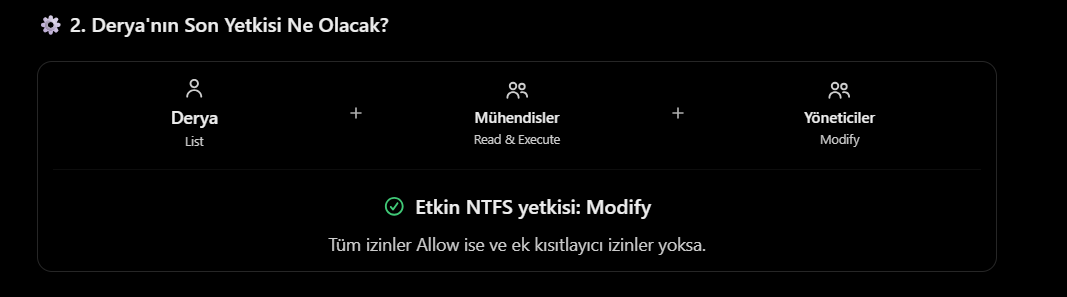 2. Derya'nın Son Yetkisi Ne Olacak?
Derya + Mühendisler + Yöneticiler
List Read & Execute Modify
Etkin NTFS yetkisi: Modify
Tüm izinler Allow ise ve ek kısıtlayıcı izinler yoksa.